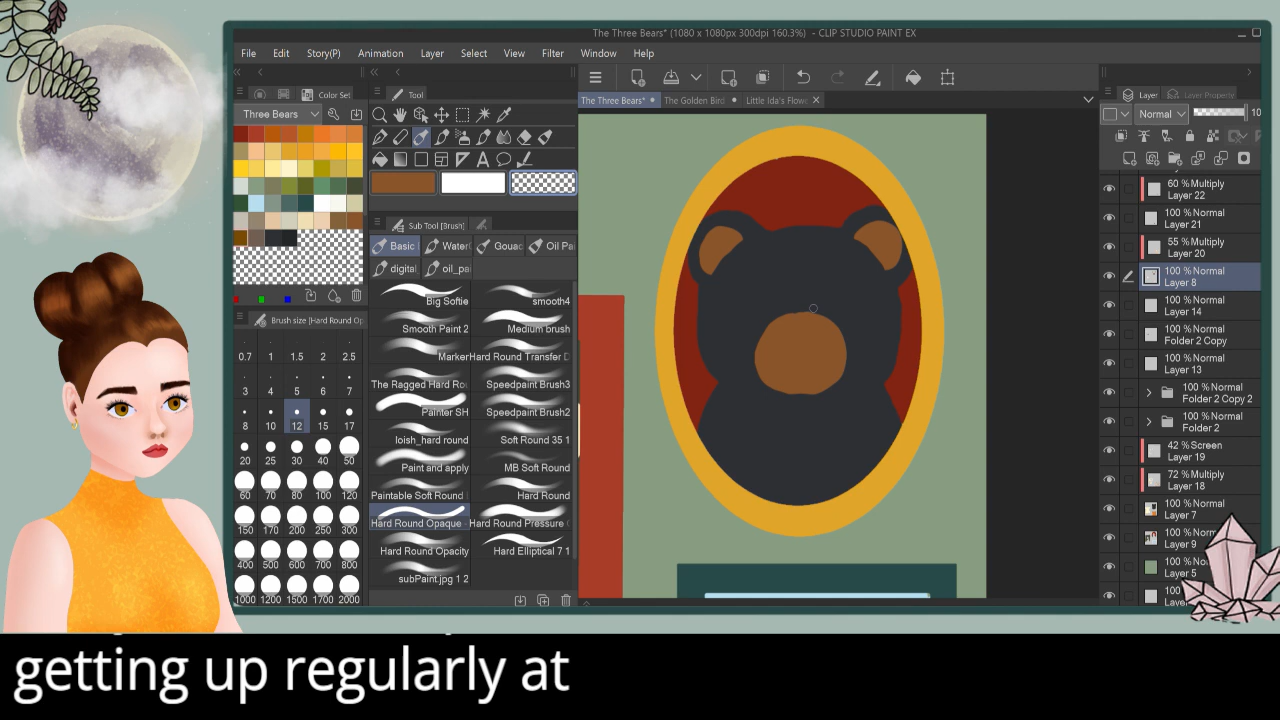 The Three Bears* (1080 x 1080px 300dpi 160.3%) - CLIP STUDIO PAINT EX
File Edit Story(P) Animation Layer Select View Filter Window Help
Color Set
Tool
Three Bears
The Three Bears* The Golden Bird Little Ida's Flow
Layer Layer Property
Normal 10
Sub Tool [Brush]
Basic Water Gouac Oil Pai
digital oil_pa
Big Softie smooth4
Smooth Paint 2 Medium brush
Marker Hard Round Transfer D
The Ragged Hard Ro Speedpaint Brush3
Painter SH Speedpaint Brush2
loish_hard round Soft Round 35 1
Paint and apply MB Soft Round
Paintable Soft Round Hard Round
Hard Round Opaque Hard Round Pressure
Hard Round Opacity Hard Elliptical 7 1
subPaint.jpg 1 2
Brush size [Hard Round Op
0.7 1 1.5 2 2.5
3 4 5 6 7
8 10 12 15 17
20 25 30 40 50
60 70 80 100 120
150 170 200 250 300
400 500 600 700 800
1000 1200 1500 1700 2000
60 % Multiply
Layer 22
100 % Normal
Layer 21
55 % Multiply
Layer 20
100 % Normal
Layer 8
100 % Normal
Layer 14
100 % Normal
Folder 2 Copy
100 % Normal
Layer 13
100 % Normal
Folder 2 Copy 2
100 % Normal
Folder 2
42 % Screen
Layer 19
72 % Multiply
Layer 18
100 % Normal
Layer 7
100 % Normal
Layer 9
100 % No
Layer 5
100 %
Laye
getting up regularly at